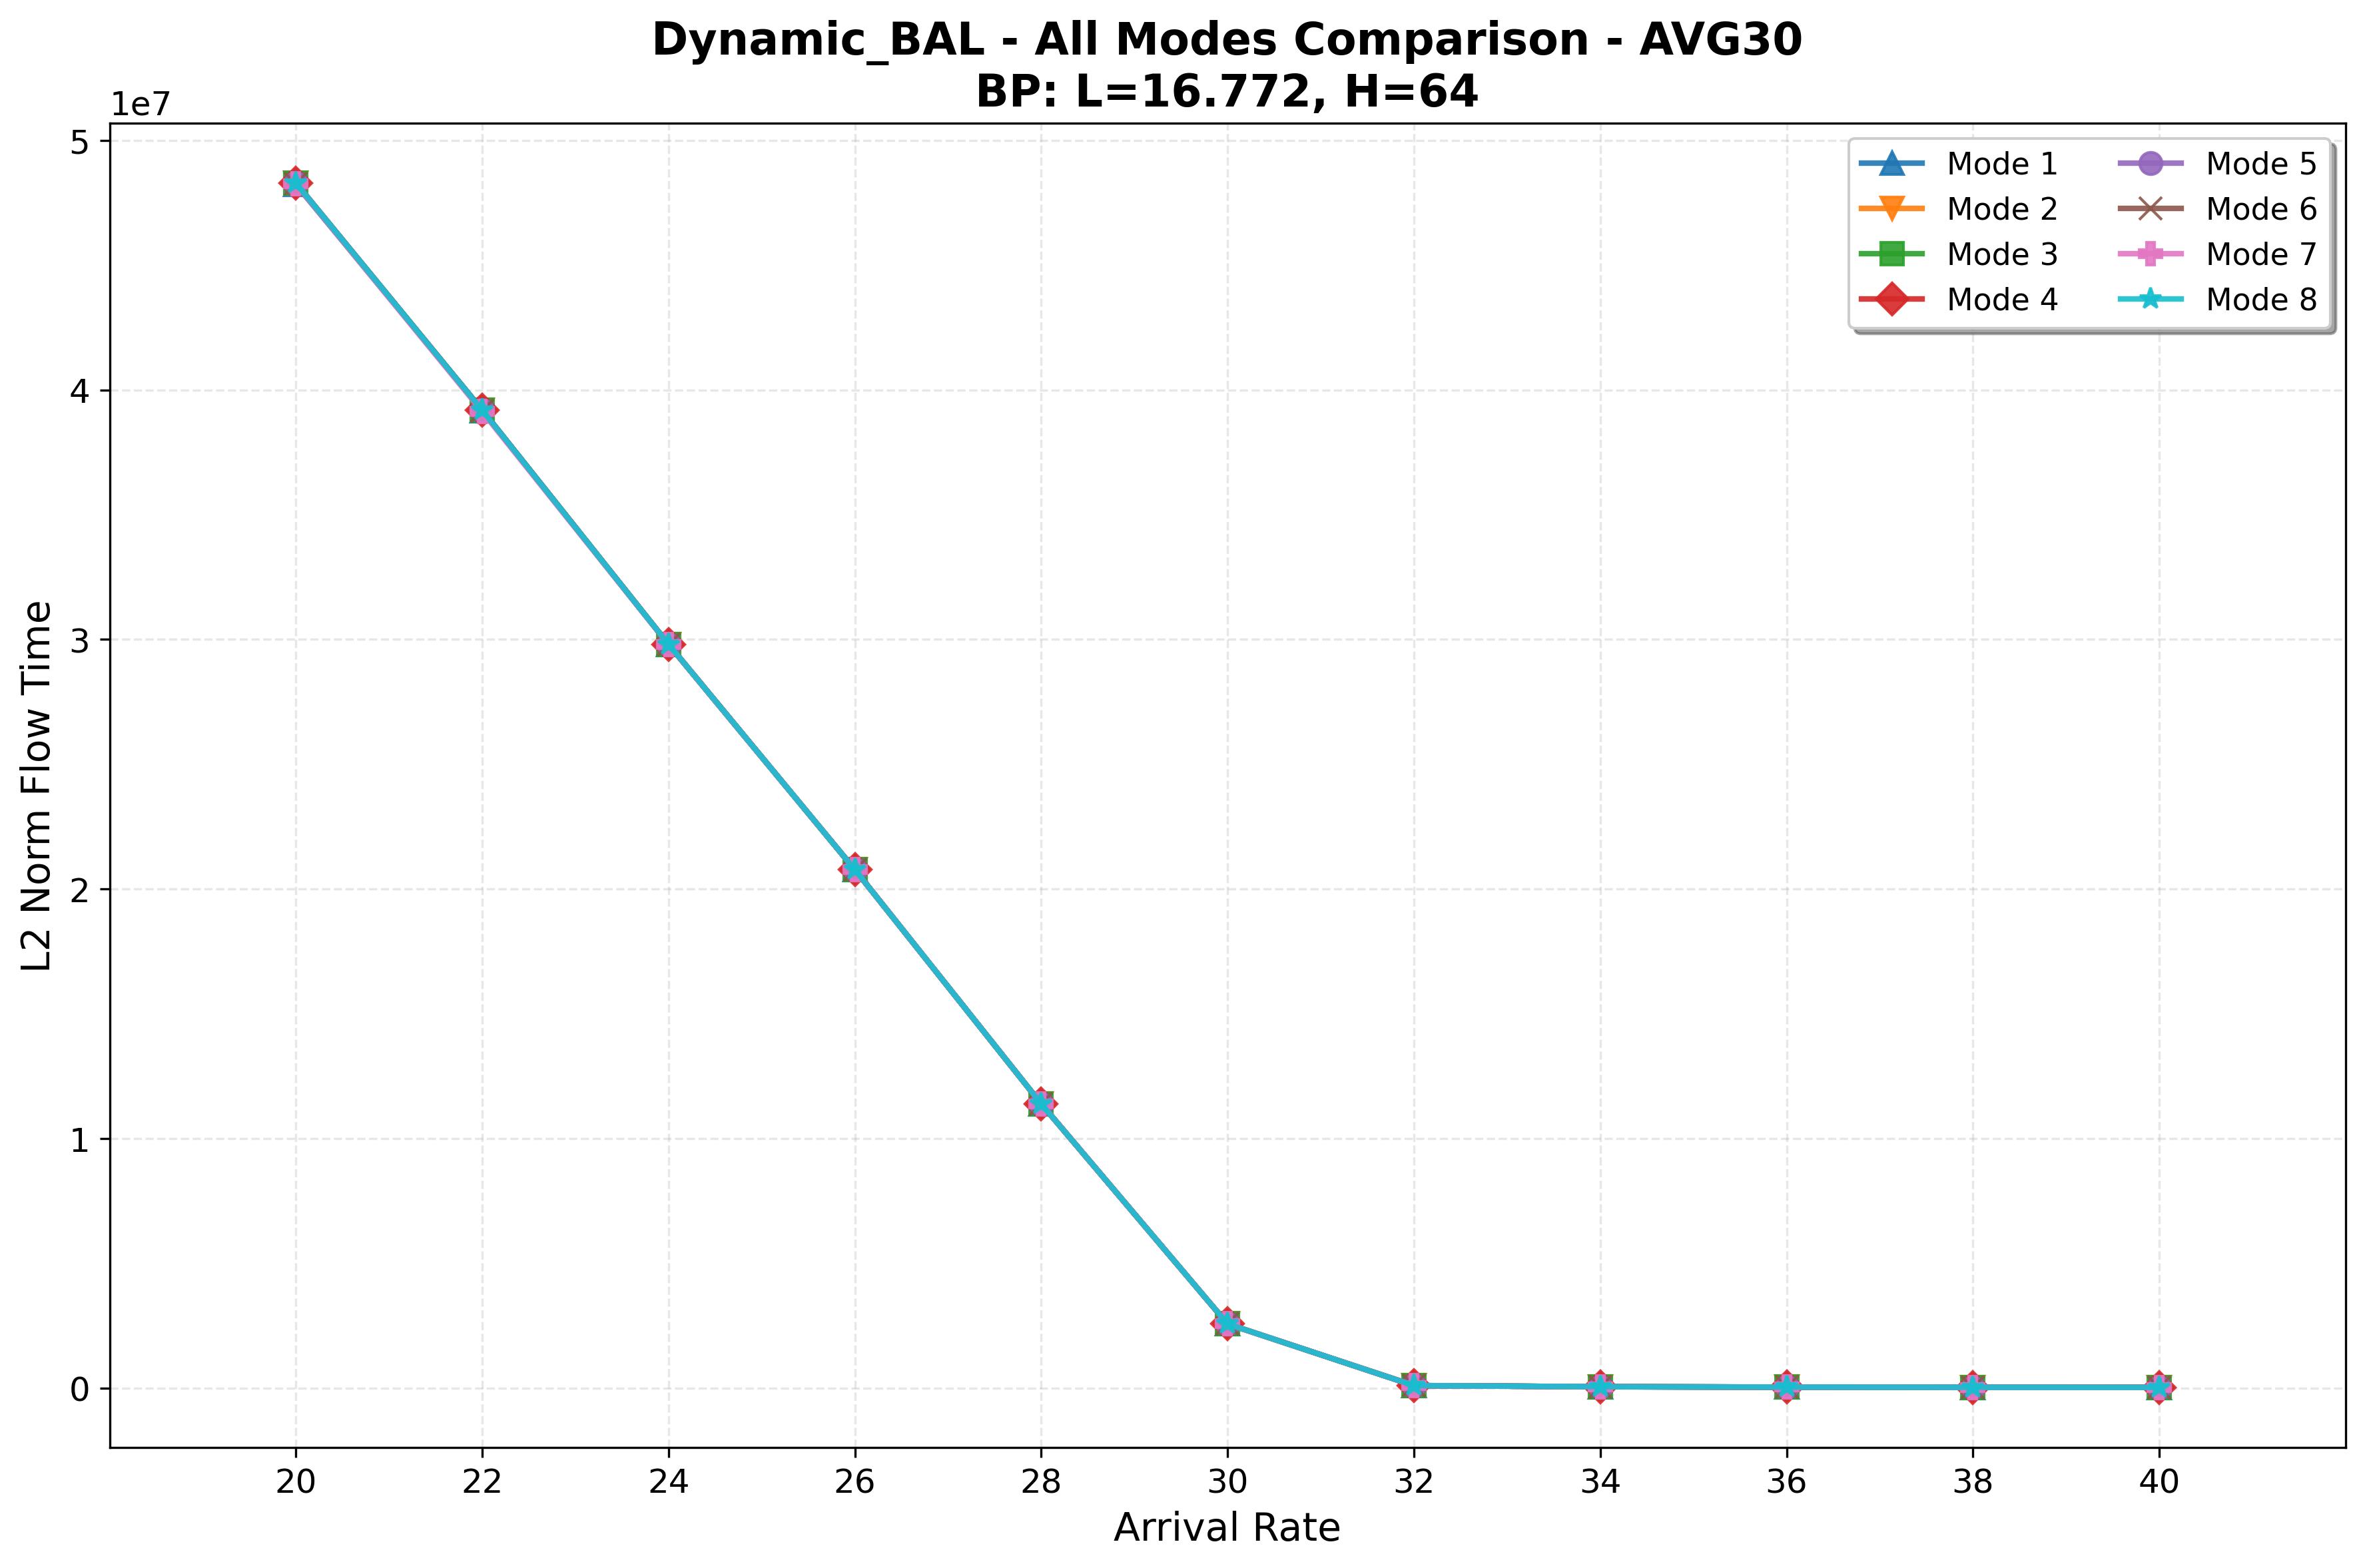 Dynamic_BAL - All Modes Comparison - AVG30
BP: L=16.772, H=64
1e7
5
4
3
2
1
0
L2 Norm Flow Time
Mode 1
Mode 2
Mode 3
Mode 4
Mode 5
Mode 6
Mode 7
Mode 8
20 22 24 26 28 30 32 34 36 38 40
Arrival Rate